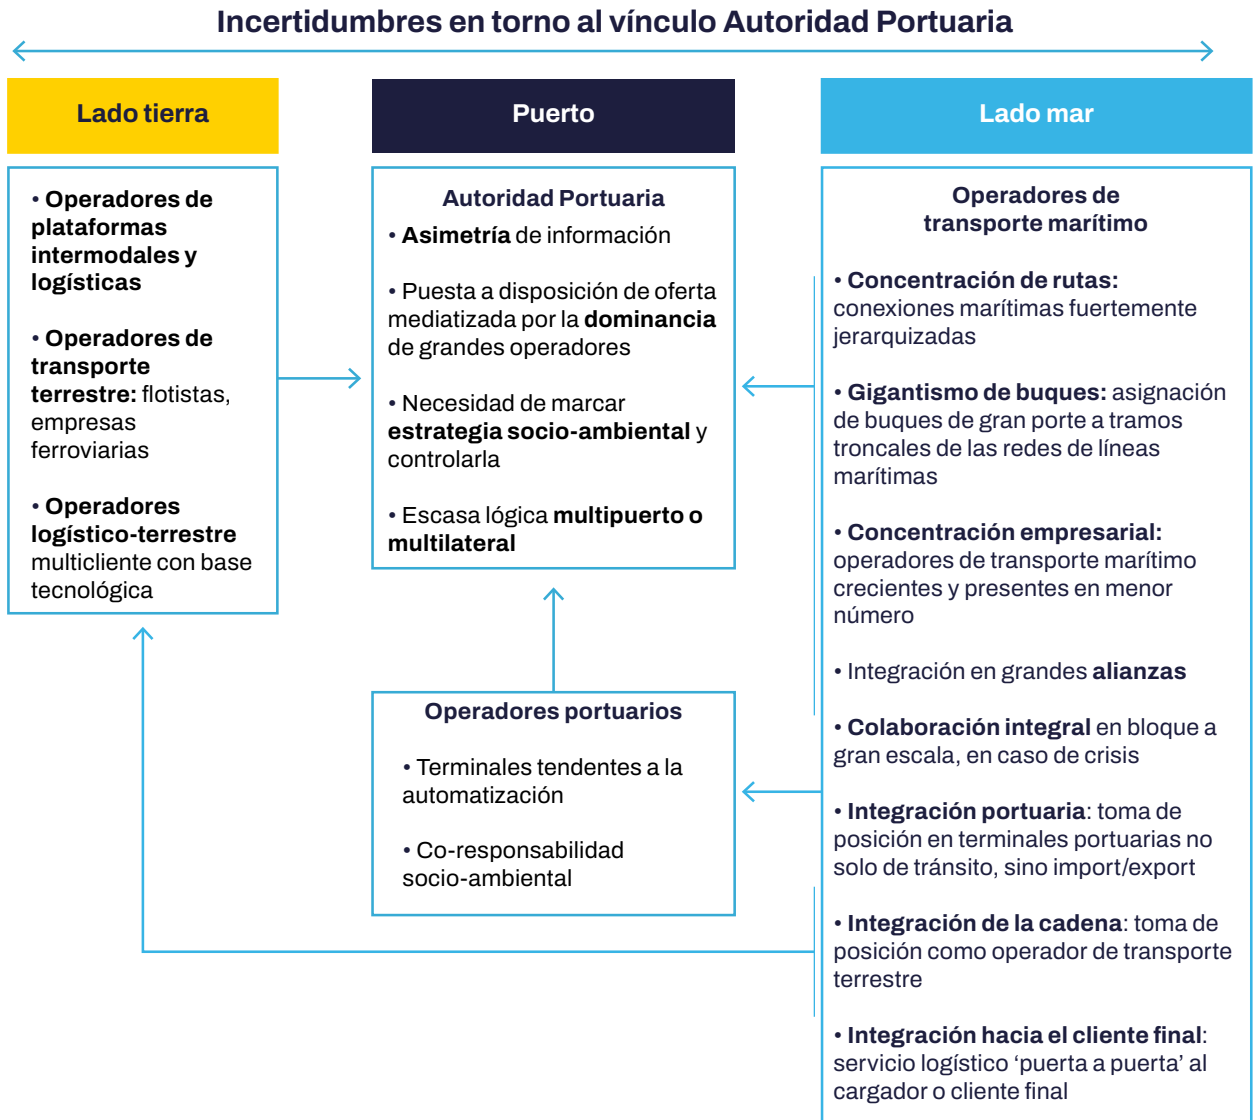 Incertidumbres en torno al vínculo Autoridad Portuaria
Lado tierra
• Operadores de
plataformas
intermodales y
logísticas
• Operadores de
transporte
terrestre: flotistas,
empresas
ferroviarias
• Operadores
logístico-terrestre
multicliente con base
tecnológica
Puerto
Autoridad Portuaria
• Asimetría de información
• Puesta a disposición de oferta
mediatizada por la dominancia
de grandes operadores
• Necesidad de marcar
estrategia socio-ambiental y
controlarla
• Escasa lógica multipuerto o
multilateral
Operadores portuarios
• Terminales tendentes a la
automatización
• Co-responsabilidad
socio-ambiental
Lado mar
Operadores de
transporte marítimo
• Concentración de rutas:
conexiones marítimas fuertemente
jerarquizadas
• Gigantismo de buques: asignación
de buques de gran porte a tramos
troncales de las redes de líneas
marítimas
• Concentración empresarial:
operadores de transporte marítimo
crecientes y presentes en menor
número
• Integración en grandes alianzas
• Colaboración integral en bloque a
gran escala, en caso de crisis
• Integración portuaria: toma de
posición en terminales portuarias no
solo de tránsito, sino import/export
• Integración de la cadena: toma de
posición como operador de transporte
terrestre
• Integración hacia el cliente final:
servicio logístico ‘puerta a puerta’ al
cargador o cliente final